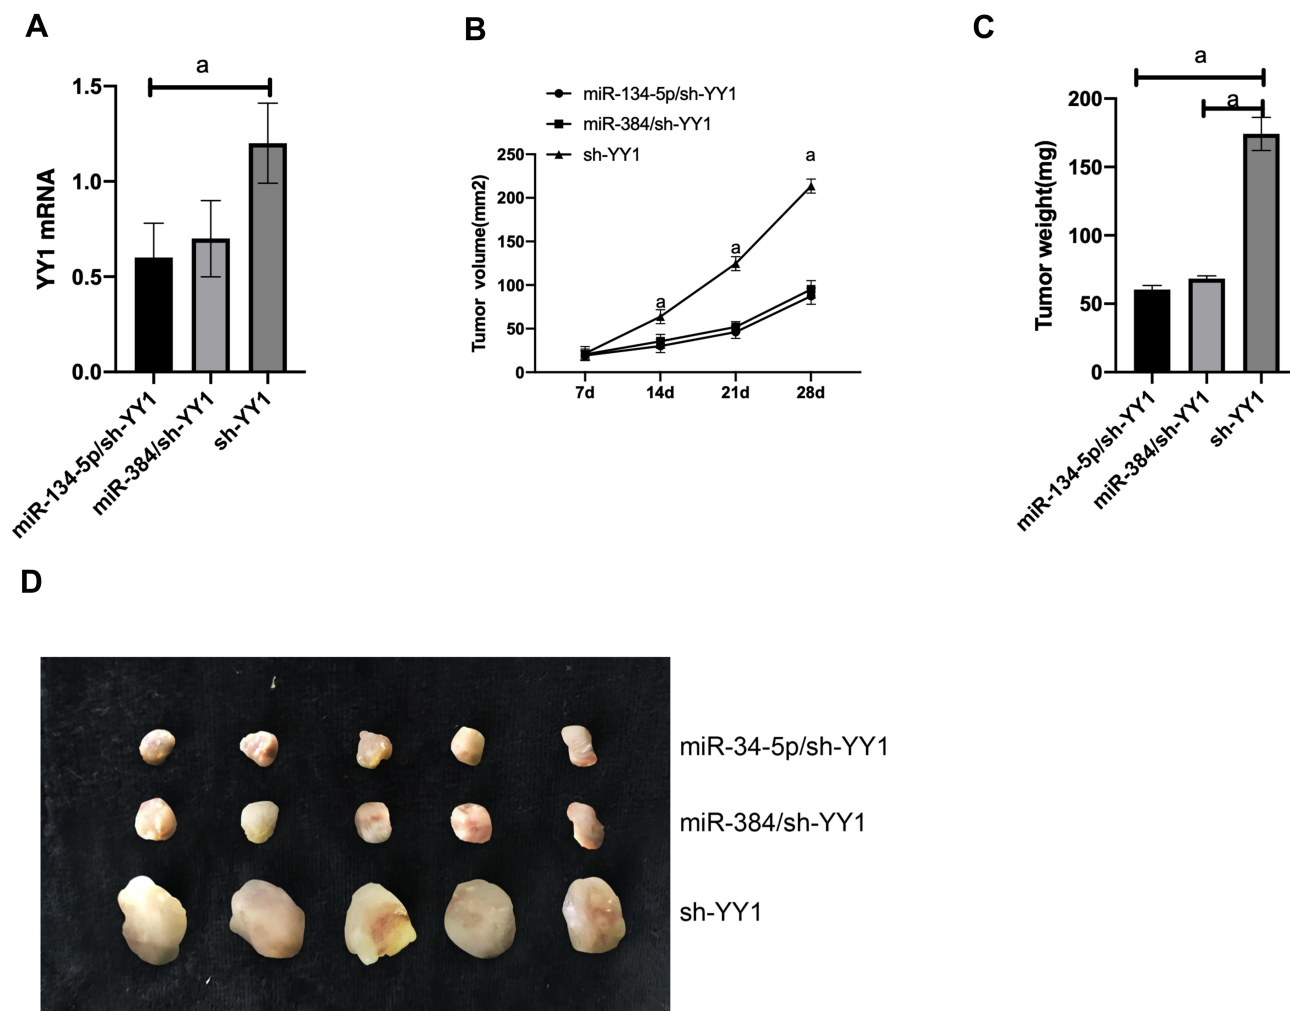 A
a
YY1 mRNA
1.5
1.0
0.5
0.0
miR-134-5p/sh-YY1
miR-384/sh-YY1
sh-YY1
B
miR-134-5p/sh-YY1
miR-384/sh-YY1
sh-YY1
Tumor volume(mm2)
250
200
150
100
50
0
a
a
a
7d
14d
21d
28d
C
a
a
Tumor weight(mg)
200
150
100
50
0
miR-134-5p/sh-YY1
miR-384/sh-YY1
sh-YY1
D
miR-34-5p/sh-YY1
miR-384/sh-YY1
sh-YY1